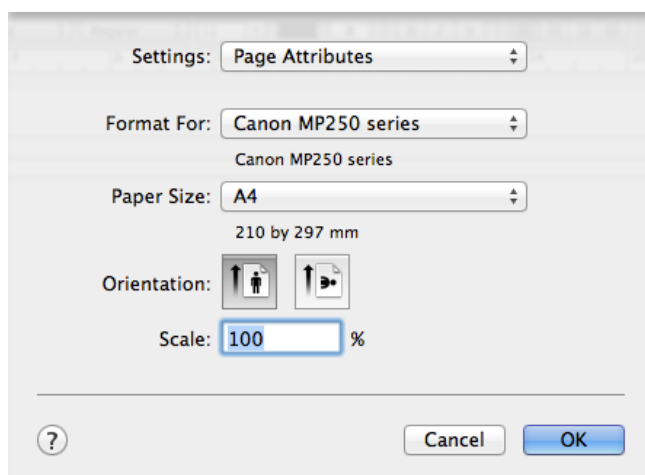 Settings: Page Attributes
Format For: Canon MP250 series
Canon MP250 series
Paper Size: A4
210 by 297 mm
Orientation:
Scale: 100 %
? Cancel OK